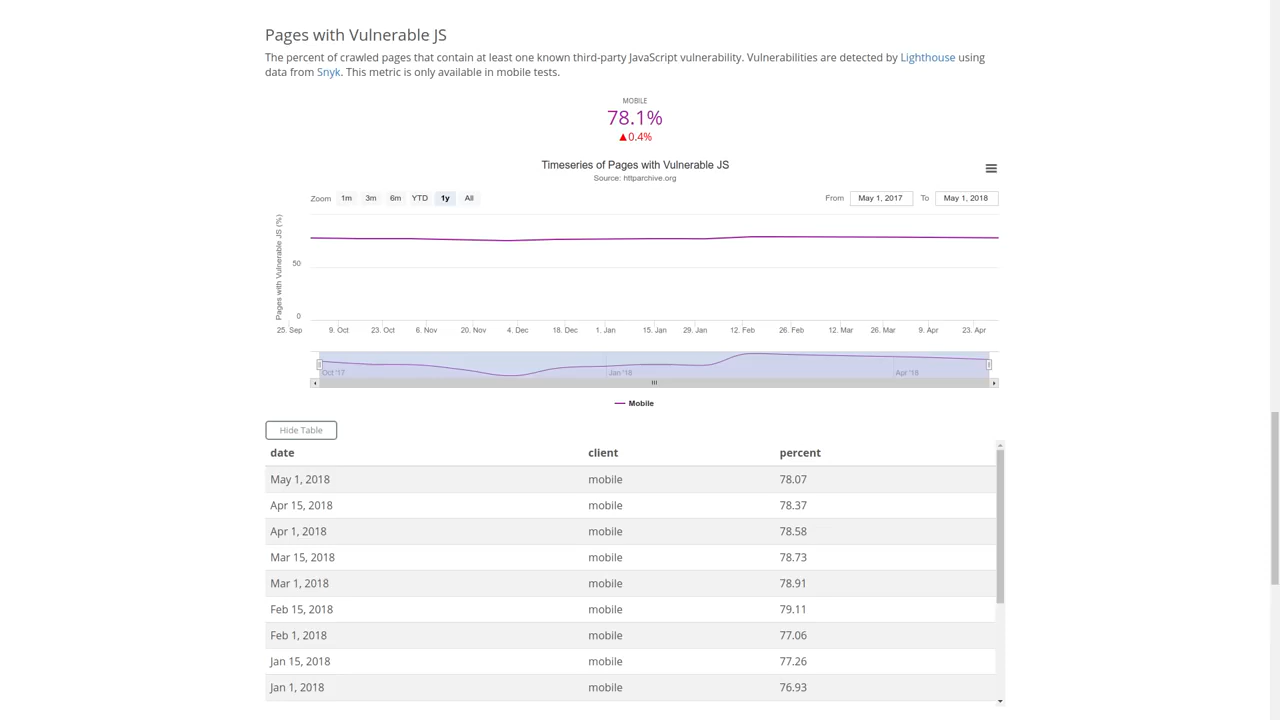 Pages with Vulnerable JS
The percent of crawled pages that contain at least one known third-party JavaScript vulnerability. Vulnerabilities are detected by Lighthouse using
data from Snyk. This metric is only available in mobile tests.
MOBILE
78.1%
▲0.4%
Timeseries of Pages with Vulnerable JS
Source: httparchive.org
Zoom 1m 3m 6m YTD 1y All From May 1, 2017 To May 1, 2018
Pages with Vulnerable JS (%)
50
0
25. Sep 9. Oct 23. Oct 6. Nov 20. Nov 4. Dec 18. Dec 1. Jan 15. Jan 29. Jan 12. Feb 26. Feb 12. Mar 26. Mar 9. Apr 23. Apr
Oct '17 Jan '18 Apr '18
Mobile
Hide Table
date client percent
May 1, 2018 mobile 78.07
Apr 15, 2018 mobile 78.37
Apr 1, 2018 mobile 78.58
Mar 15, 2018 mobile 78.73
Mar 1, 2018 mobile 78.91
Feb 15, 2018 mobile 79.11
Feb 1, 2018 mobile 77.06
Jan 15, 2018 mobile 77.26
Jan 1, 2018 mobile 76.93